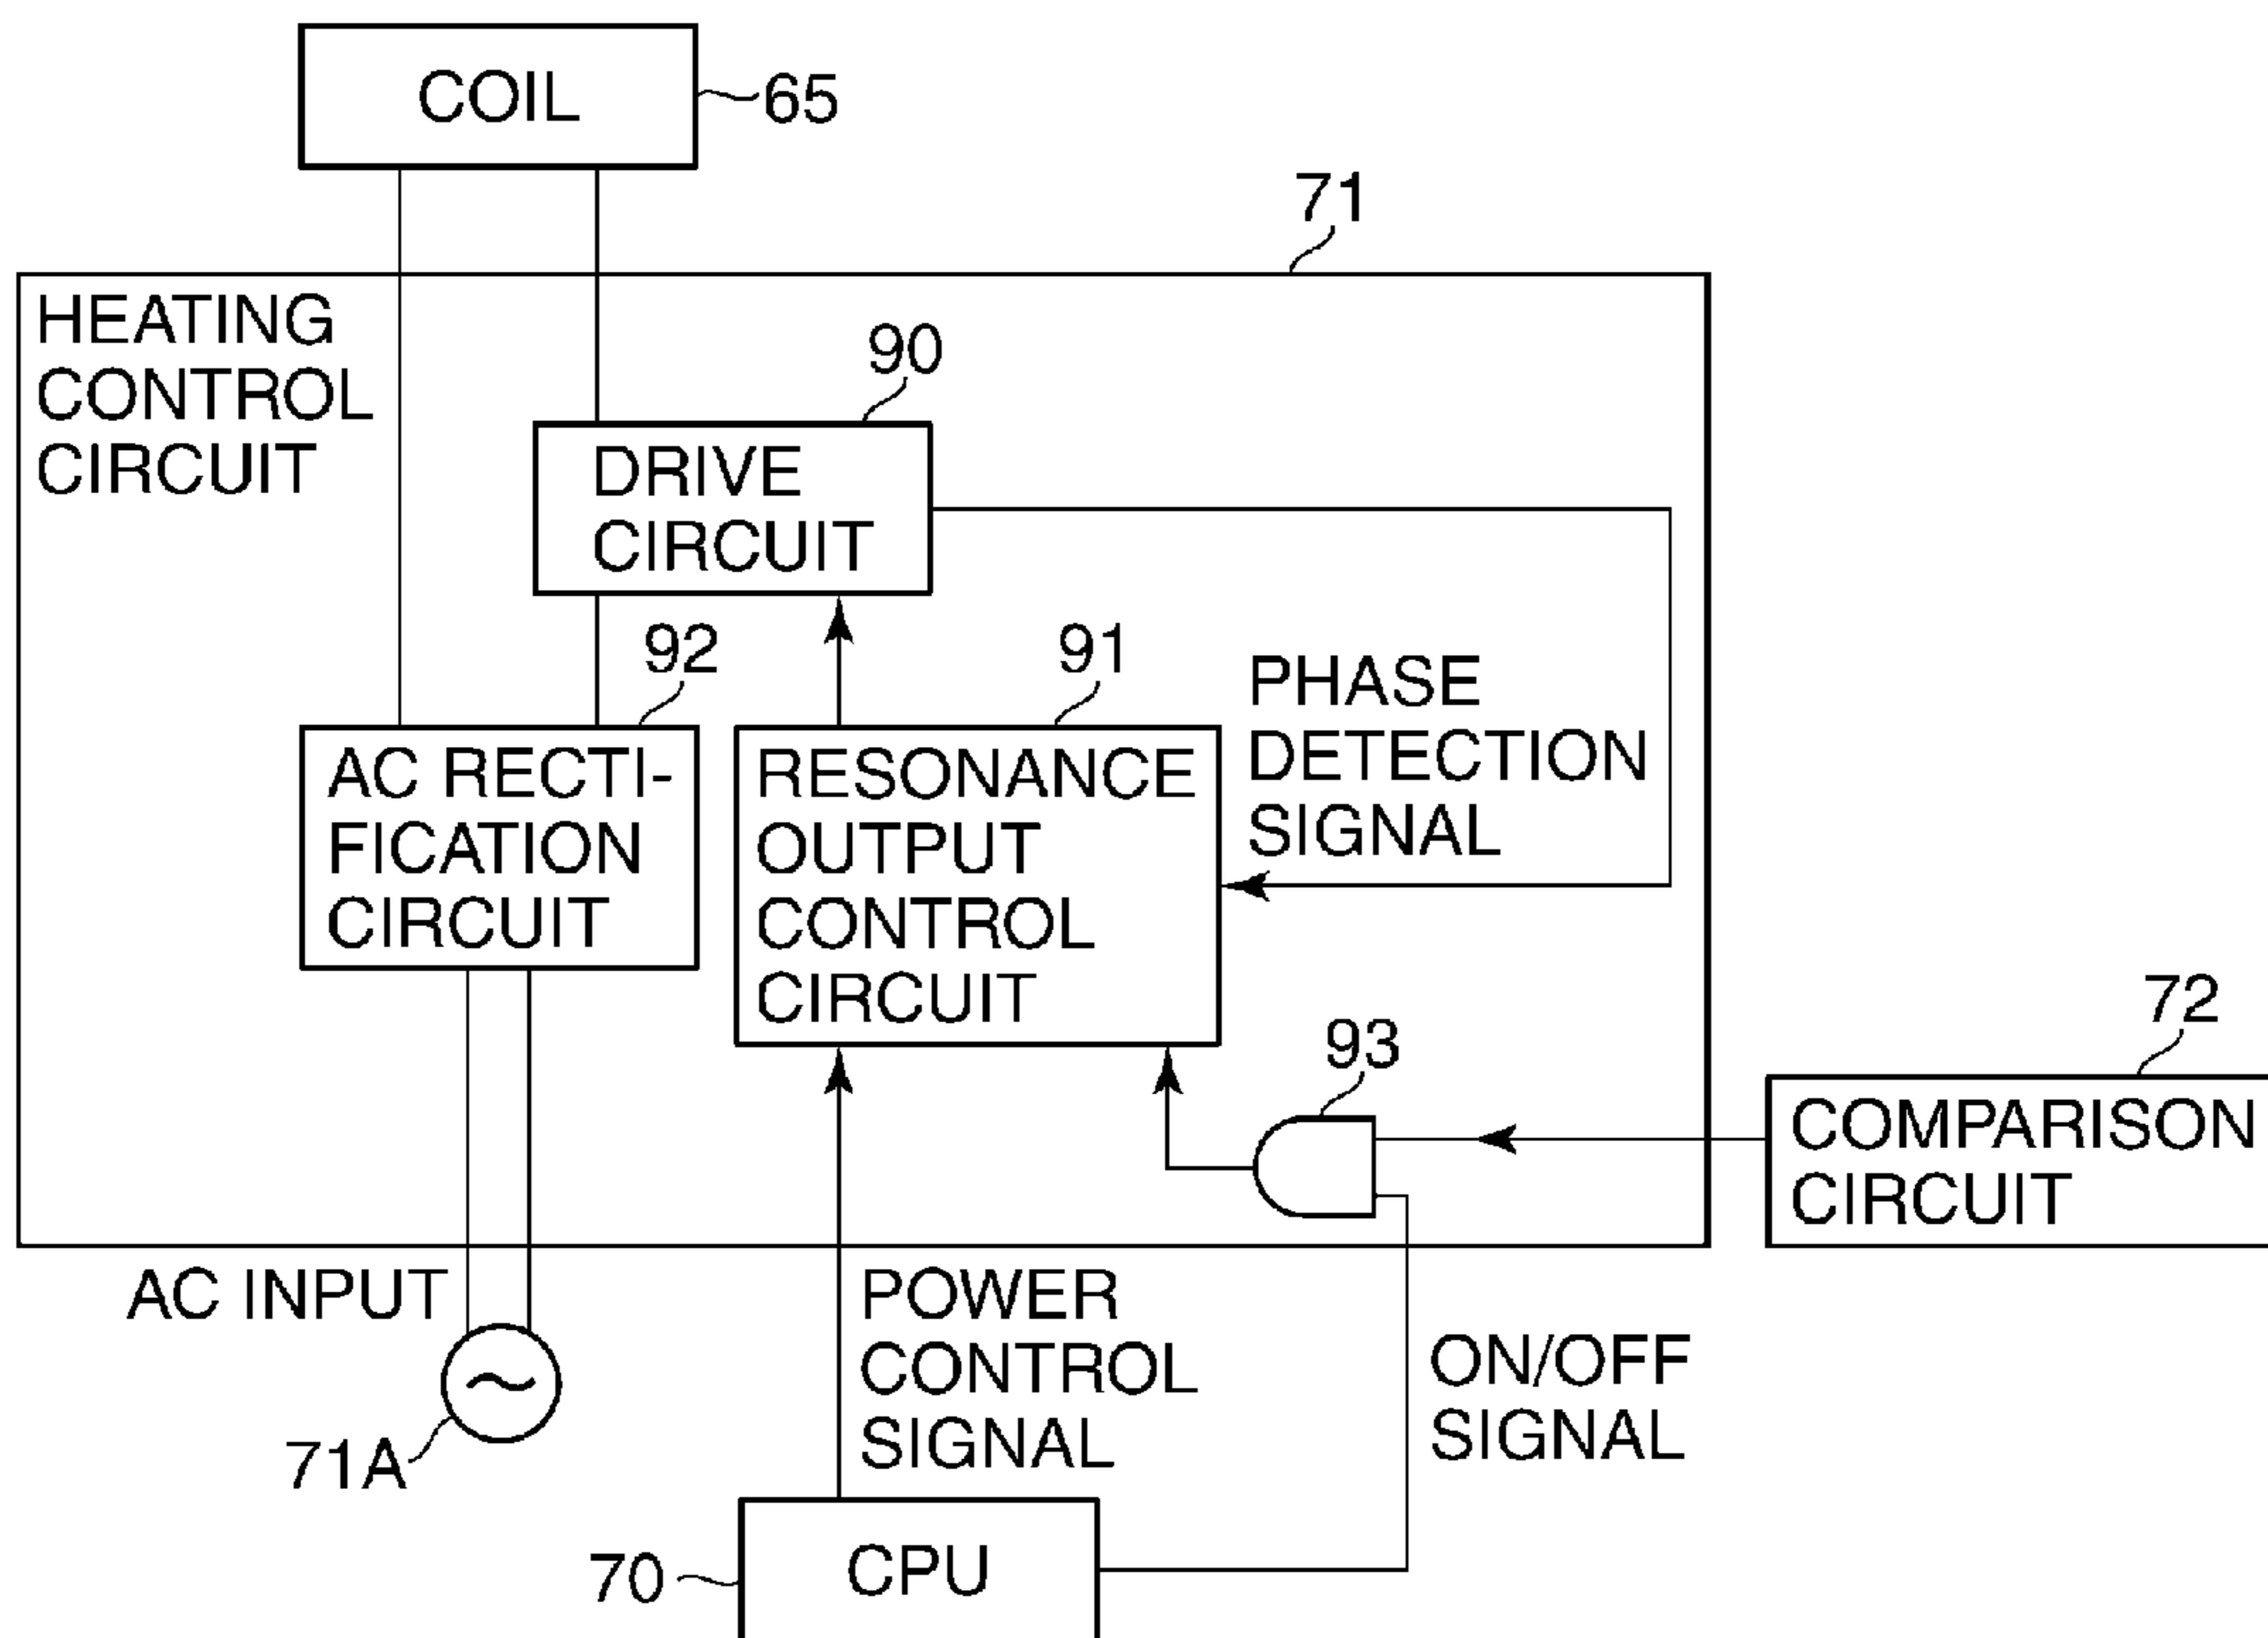 COIL
65
71
HEATING
CONTROL
CIRCUIT
90
DRIVE
CIRCUIT
92
91
AC RECTI-
FICATION
CIRCUIT
RESONANCE
OUTPUT
CONTROL
CIRCUIT
PHASE
DETECTION
SIGNAL
93
72
COMPARISON
CIRCUIT
AC INPUT
71A
POWER
CONTROL
SIGNAL
ON/OFF
SIGNAL
70
CPU